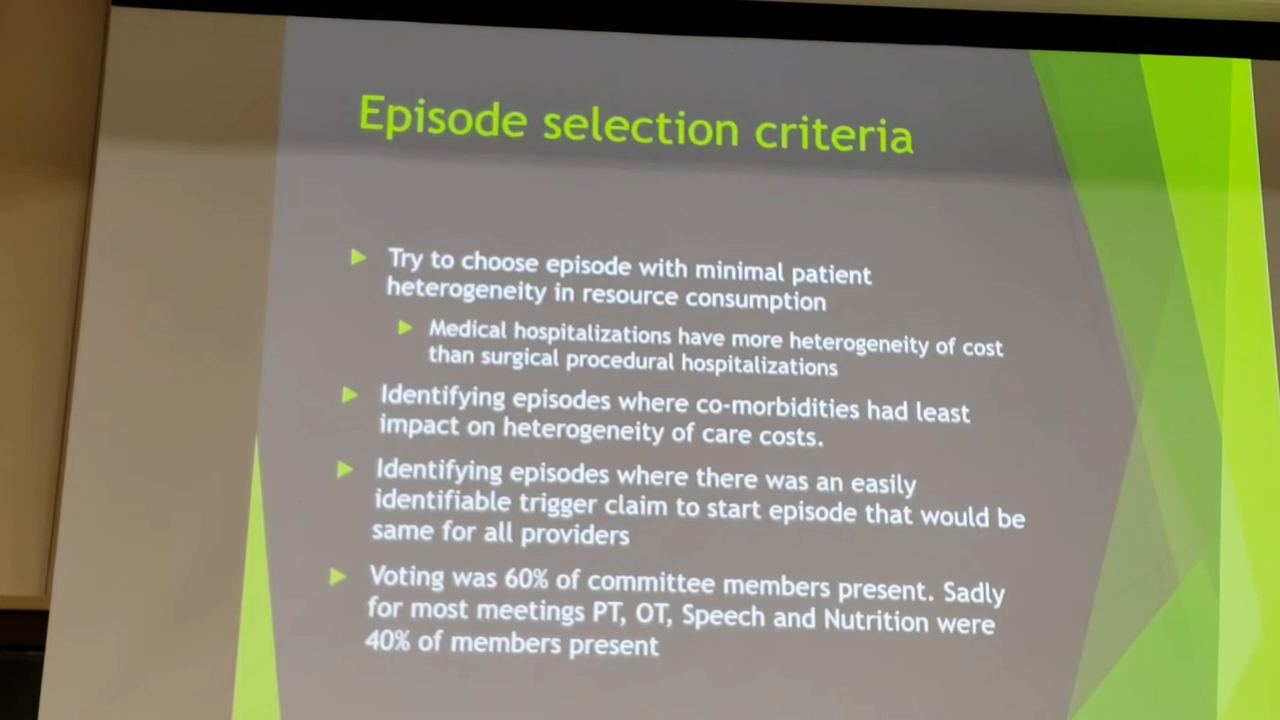 Episode selection criteria
Try to choose episode with minimal patient
heterogeneity in resource consumption
Medical hospitalizations have more heterogeneity of cost
than surgical procedural hospitalizations
Identifying episodes where co-morbidities had least
impact on heterogeneity of care costs.
Identifying episodes where there was an easily
identifiable trigger claim to start episode that would be
same for all providers
Voting was 60% of committee members present. Sadly
for most meetings PT, OT, Speech and Nutrition were
40% of members present